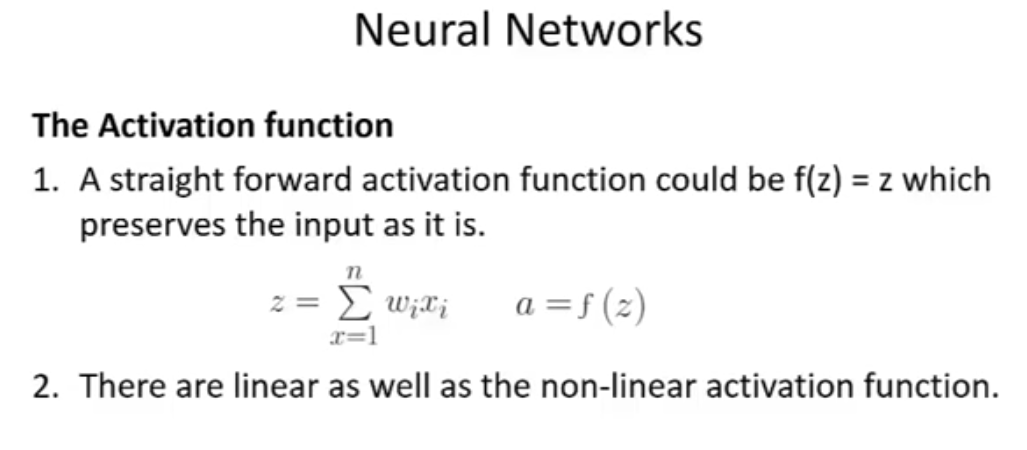 Neural Networks
The Activation function
1. A straight forward activation function could be f(z) = z which
preserves the input as it is.
z = ∑_{x=1}^{n} w_i x_i    a = f (z)
2. There are linear as well as the non-linear activation function.